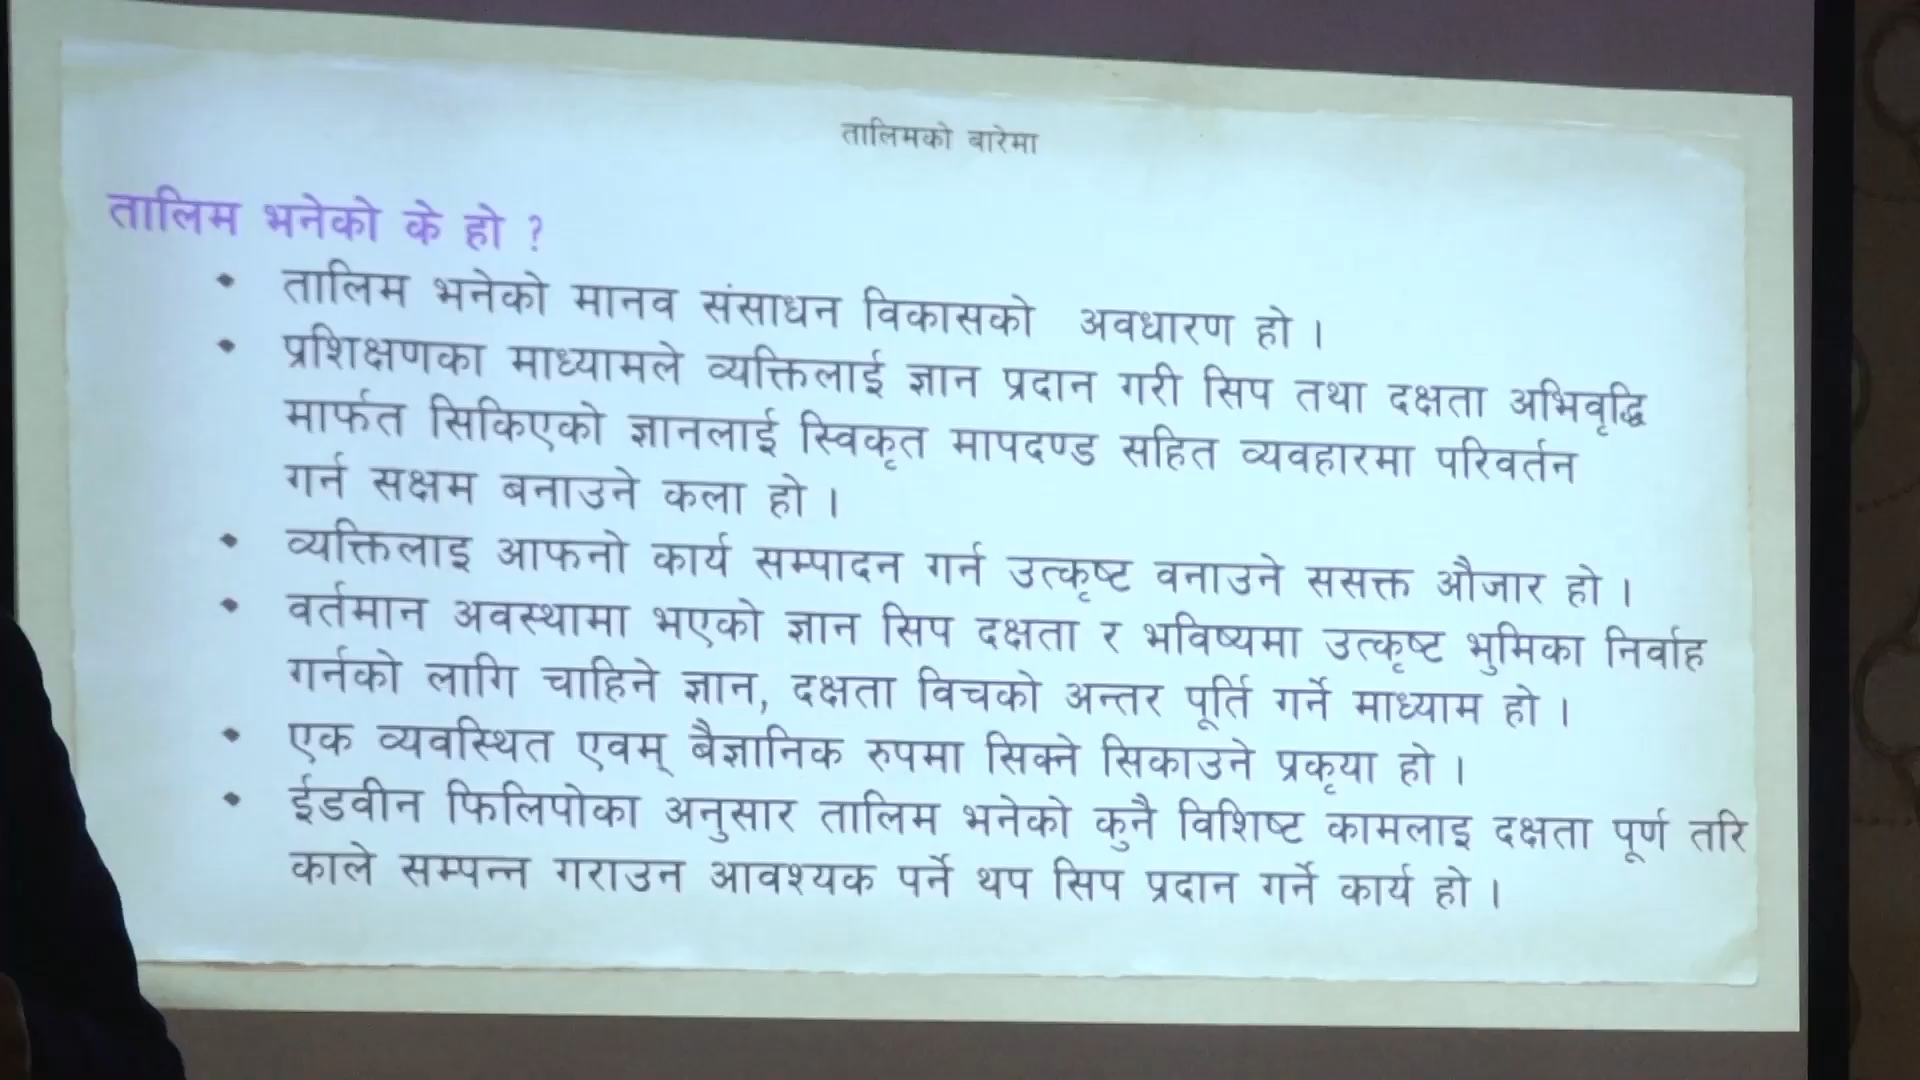 तालिमको बारेमा
तालिम भनेको के हो ?
• तालिम भनेको मानव संसाधन विकासको अवधारण हो ।
• प्रशिक्षणका माध्यामले व्यक्तिलाई ज्ञान प्रदान गरी सिप तथा दक्षता अभिवृद्धि
मार्फत सिकिएको ज्ञानलाई स्विकृत मापदण्ड सहित व्यवहारमा परिवर्तन
गर्न सक्षम बनाउने कला हो ।
• व्यक्तिलाइ आफनो कार्य सम्पादन गर्न उत्कृष्ट वनाउने ससक्त औजार हो ।
• वर्तमान अवस्थामा भएको ज्ञान सिप दक्षता र भविष्यमा उत्कृष्ट भुमिका निर्वाह
गर्नको लागि चाहिने ज्ञान, दक्षता विचको अन्तर पूर्ति गर्ने माध्याम हो ।
• एक व्यवस्थित एवम् बैज्ञानिक रुपमा सिक्ने सिकाउने प्रकृया हो ।
• ईडवीन फिलिपोका अनुसार तालिम भनेको कुनै विशिष्ट कामलाइ दक्षता पूर्ण तरि
काले सम्पन्न गराउन आवश्यक पर्ने थप सिप प्रदान गर्ने कार्य हो ।